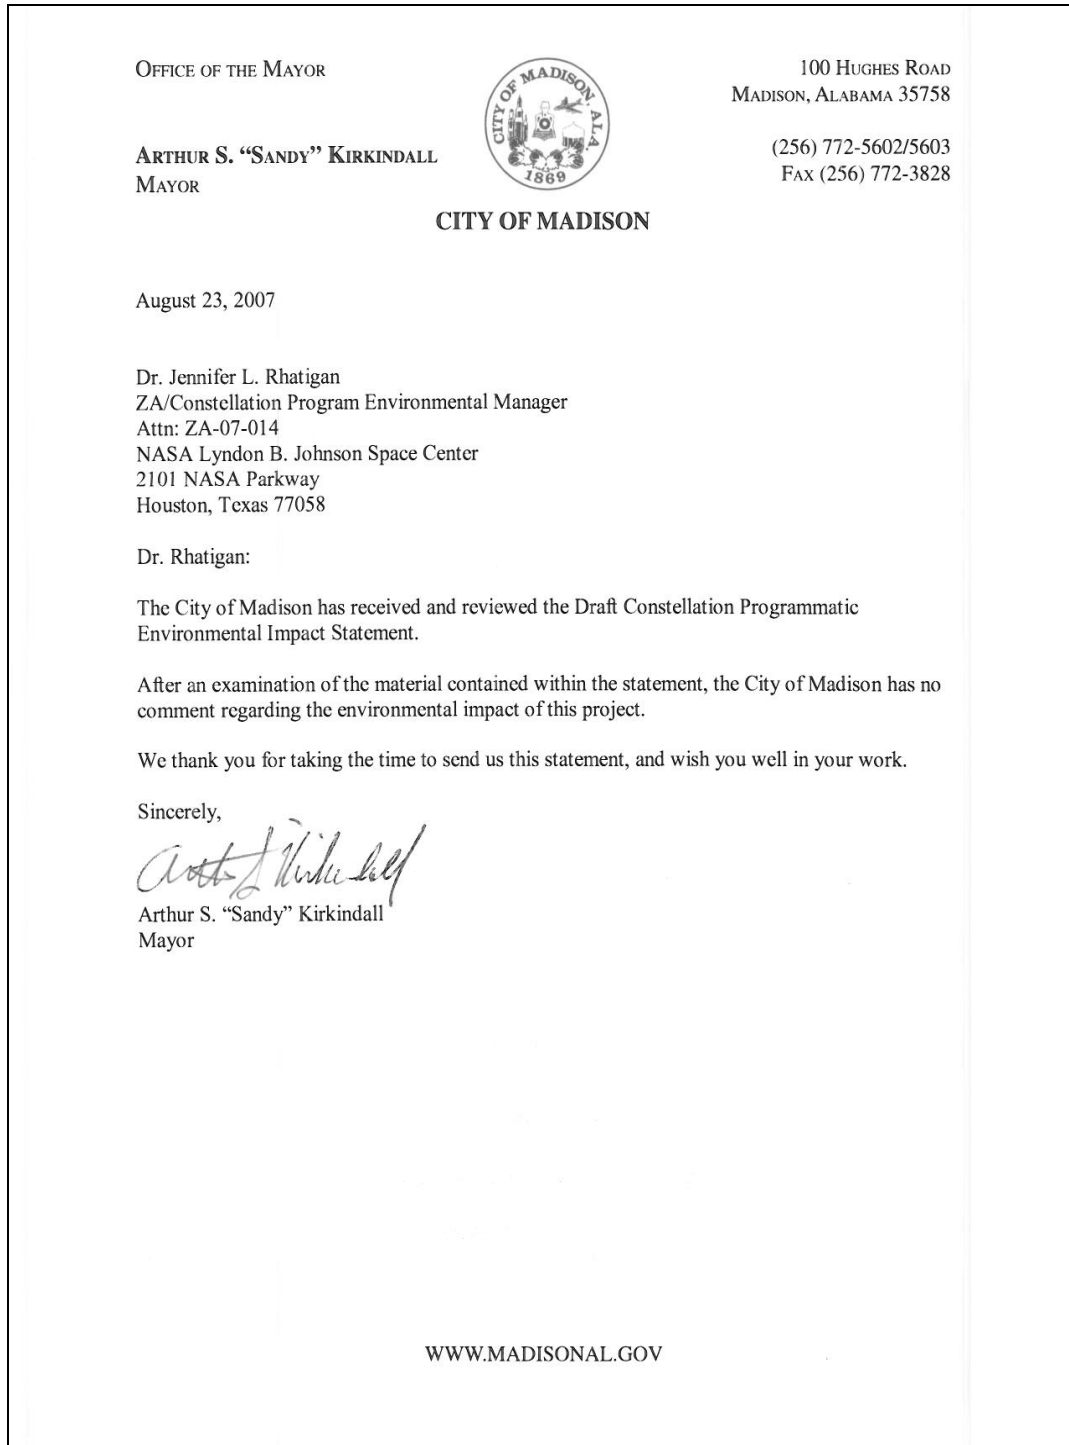 OFFICE OF THE MAYOR
ARTHUR S. “SANDY” KIRKINDALL
MAYOR
CITY OF MADISON, ALA.
1869
100 HUGHES ROAD
MADISON, ALABAMA 35758
(256) 772-5602/5603
FAX (256) 772-3828
CITY OF MADISON
August 23, 2007
Dr. Jennifer L. Rhatigan
ZA/Constellation Program Environmental Manager
Attn: ZA-07-014
NASA Lyndon B. Johnson Space Center
2101 NASA Parkway
Houston, Texas 77058
Dr. Rhatigan:
The City of Madison has received and reviewed the Draft Constellation Programmatic
Environmental Impact Statement.
After an examination of the material contained within the statement, the City of Madison has no
comment regarding the environmental impact of this project.
We thank you for taking the time to send us this statement, and wish you well in your work.
Sincerely,
Arthur S. “Sandy” Kirkindall
Mayor
WWW.MADISONAL.GOV